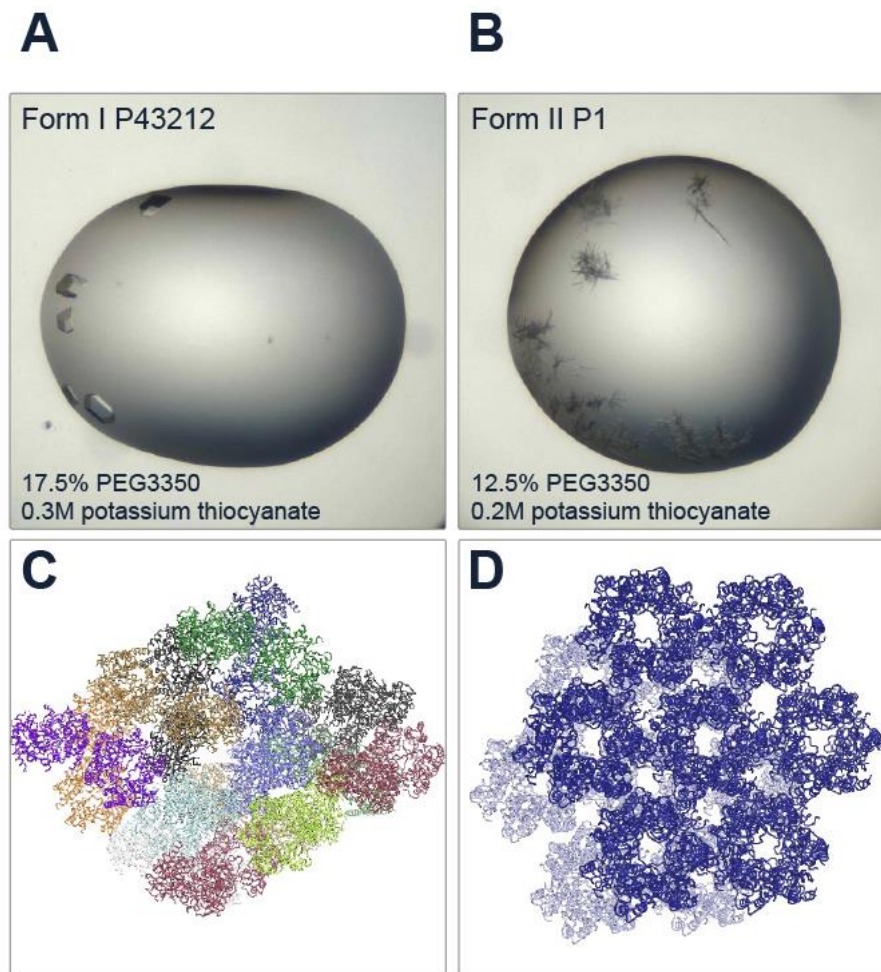 A
B
Form I P43212
Form II P1
17.5% PEG3350
0.3M potassium thiocyanate
12.5% PEG3350
0.2M potassium thiocyanate
C
D